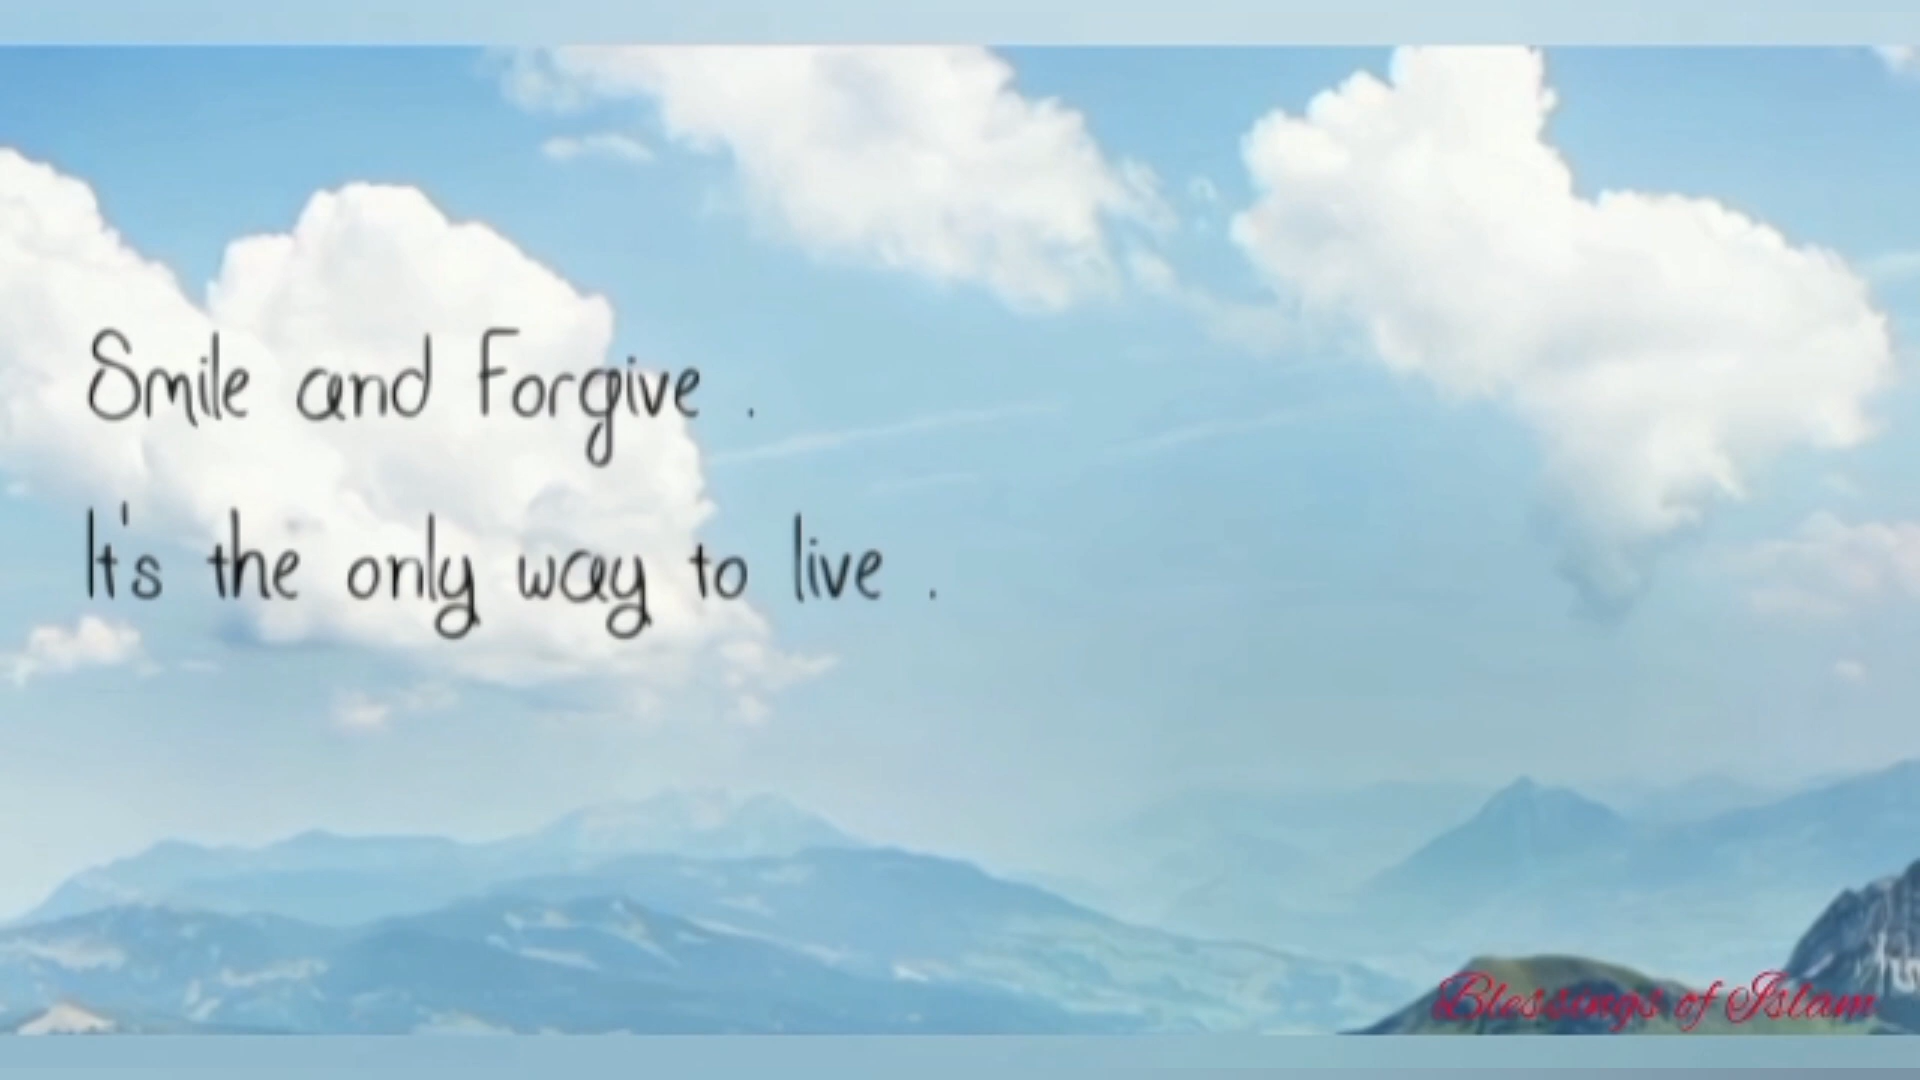 Smile and Forgive .
It's the only way to live .
Blessings of Islam